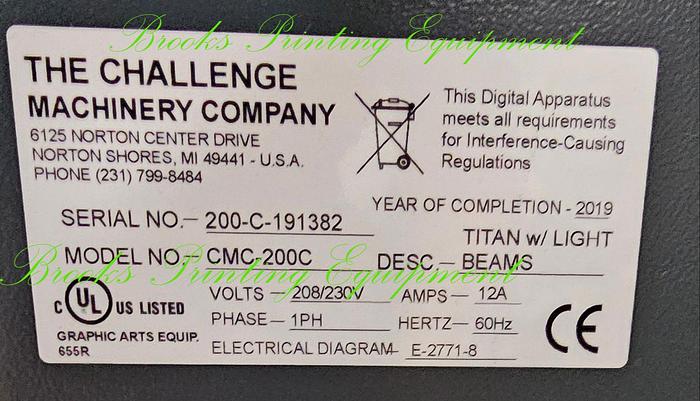 Brooks Printing Equipment
THE CHALLENGE
MACHINERY COMPANY
6125 NORTON CENTER DRIVE
NORTON SHORES, MI 49441 - U.S.A.
PHONE (231) 799-8484
This Digital Apparatus
meets all requirements
for Interference-Causing
Regulations
YEAR OF COMPLETION - 2019
SERIAL NO.- 200-C-191382
TITAN w/ LIGHT
MODEL NO.- CMC-200C DESC.- BEAMS
Brooks Printing Equipment
C UL US LISTED
VOLTS - 208/230V AMPS - 12A
PHASE - 1PH HERTZ - 60Hz
CE
GRAPHIC ARTS EQUIP.
655R
ELECTRICAL DIAGRAM- E-2771-8